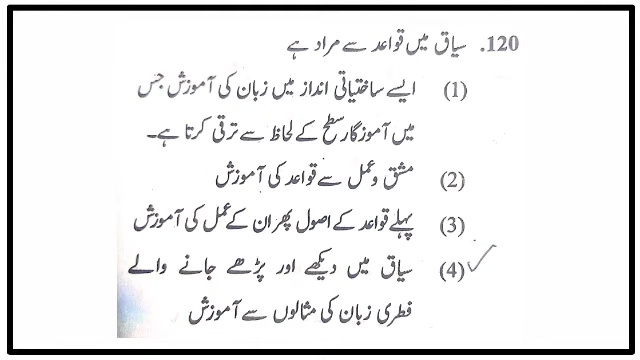 120. سیاق میں قواعد سے مراد ہے
(1) ایسے ساختیاتی انداز میں زبان کی آموزش جس
میں آموزگار سطح کے لحاظ سے ترقی کرتا ہے۔
(2) مشق و عمل سے قواعد کی آموزش
(3) پہلے قواعد کے اصول پھر ان کے عمل کی آموزش
(4) سیاق میں دیکھے اور پڑھے جانے والے
فطری زبان کی مثالوں سے آموزش